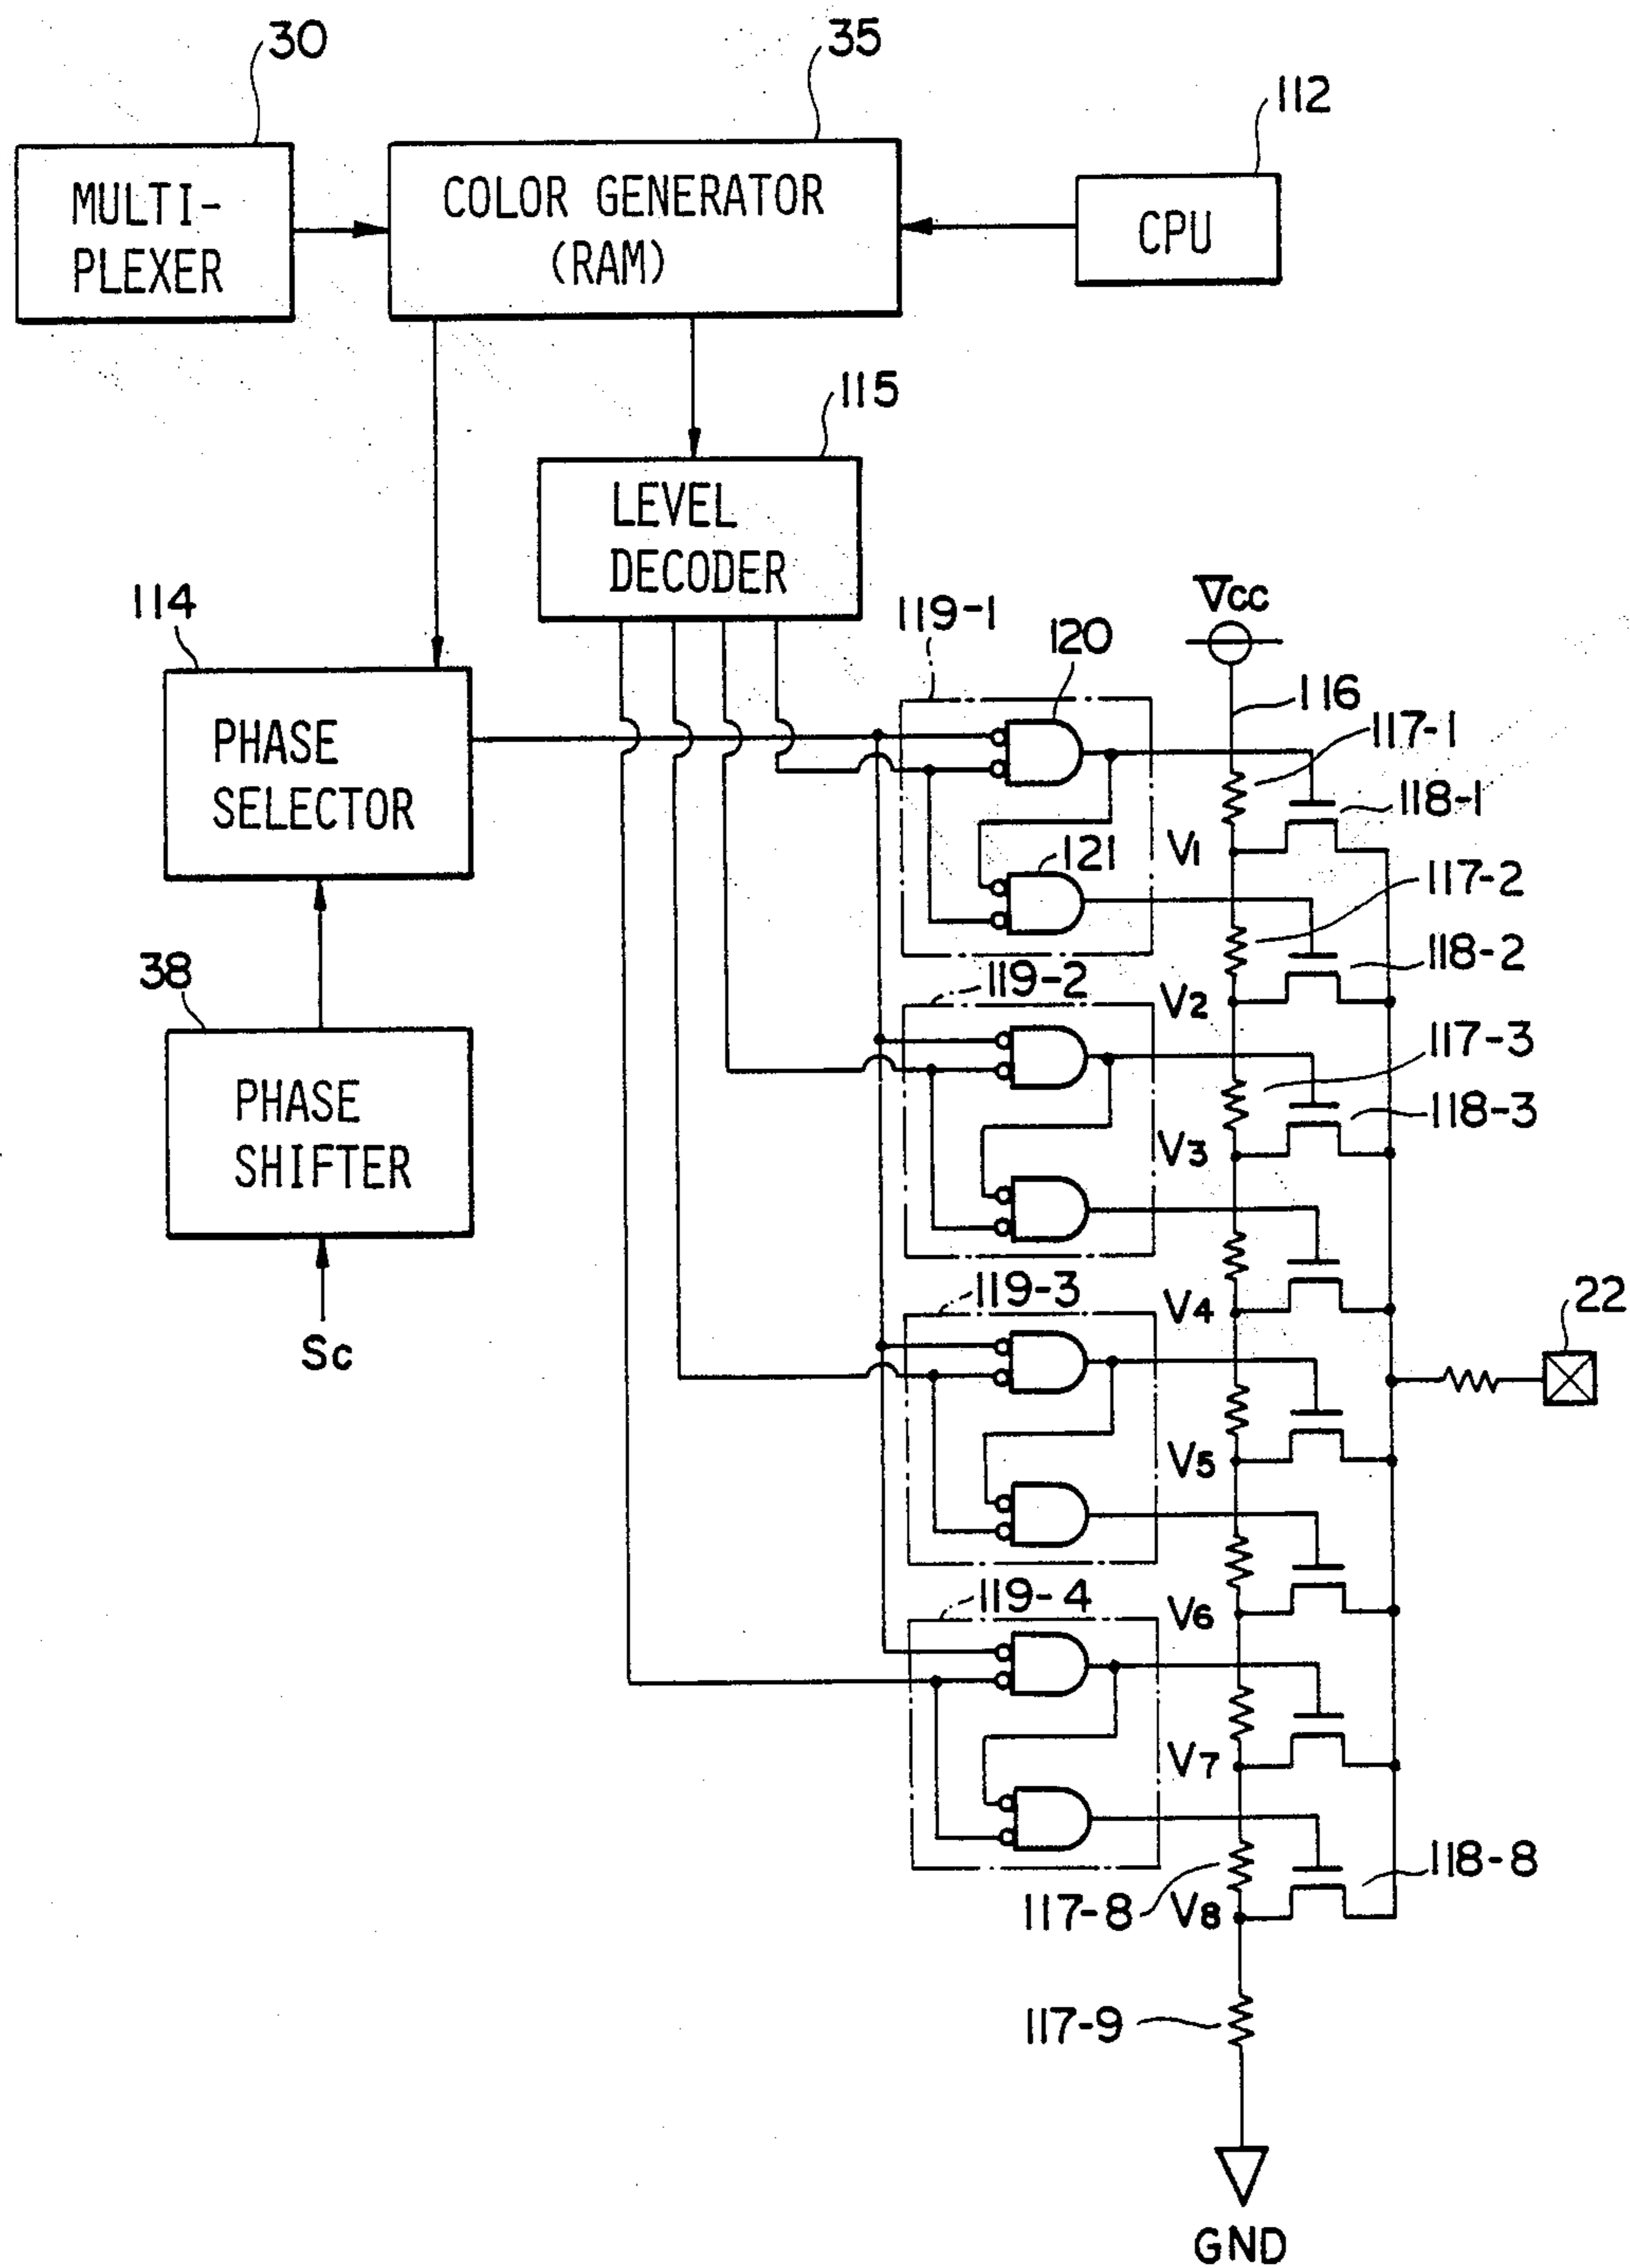 30
35
112
MULTI-
PLEXER
COLOR GENERATOR
(RAM)
CPU
115
LEVEL
DECODER
114
PHASE
SELECTOR
38
PHASE
SHIFTER
Sc
119-1
120
121
Vcc
116
117-1
118-1
V1
117-2
118-2
119-2
V2
117-3
118-3
V3
119-3
V4
22
V5
119-4
V6
V7
118-8
117-8
V8
117-9
GND